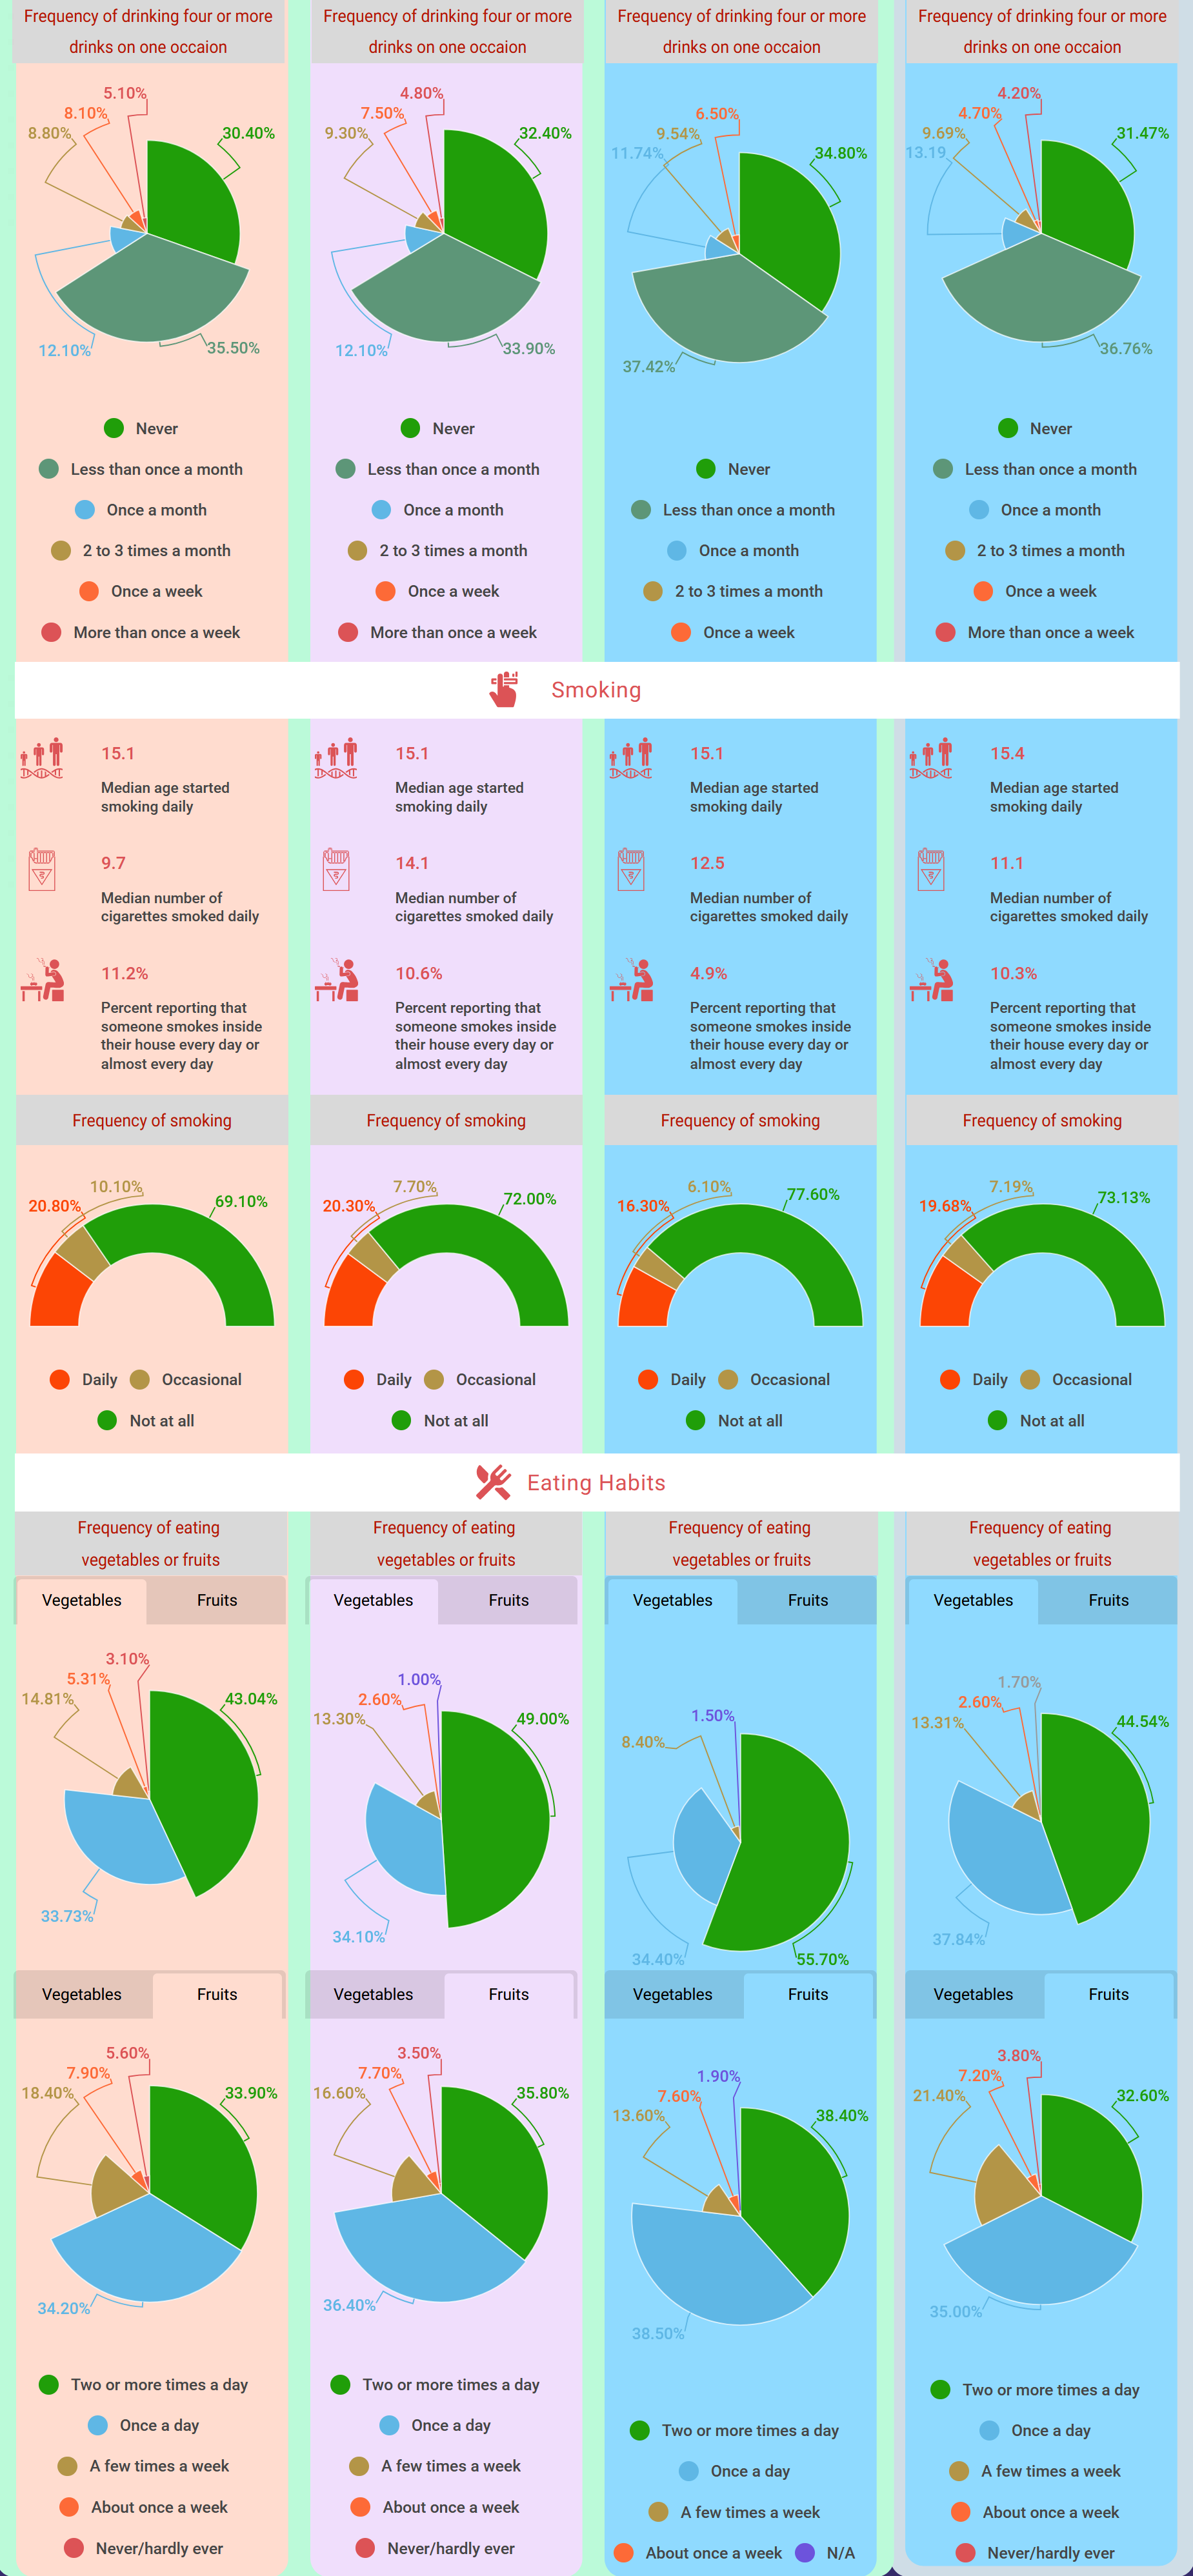 Frequency of drinking four or more
drinks on one occaion
Frequency of drinking four or more
drinks on one occaion
Frequency of drinking four or more
drinks on one occaion
Frequency of drinking four or more
drinks on one occaion
5.10%
8.10%
8.80%
30.40%
12.10%
35.50%
4.80%
7.50%
9.30%
32.40%
12.10%
33.90%
6.50%
9.54%
11.74%
34.80%
37.42%
4.20%
4.70%
9.69%
13.19
31.47%
36.76%
Never
Less than once a month
Once a month
2 to 3 times a month
Once a week
More than once a week
Never
Less than once a month
Once a month
2 to 3 times a month
Once a week
More than once a week
Never
Less than once a month
Once a month
2 to 3 times a month
Once a week
Never
Less than once a month
Once a month
2 to 3 times a month
Once a week
More than once a week
Smoking
15.1
Median age started
smoking daily
9.7
Median number of
cigarettes smoked daily
11.2%
Percent reporting that
someone smokes inside
their house every day or
almost every day
15.1
Median age started
smoking daily
14.1
Median number of
cigarettes smoked daily
10.6%
Percent reporting that
someone smokes inside
their house every day or
almost every day
15.1
Median age started
smoking daily
12.5
Median number of
cigarettes smoked daily
4.9%
Percent reporting that
someone smokes inside
their house every day or
almost every day
15.4
Median age started
smoking daily
11.1
Median number of
cigarettes smoked daily
10.3%
Percent reporting that
someone smokes inside
their house every day or
almost every day
Frequency of smoking
Frequency of smoking
Frequency of smoking
Frequency of smoking
10.10%
20.80%
69.10%
7.70%
20.30%
72.00%
6.10%
16.30%
77.60%
7.19%
19.68%
73.13%
Daily Occasional
Not at all
Daily Occasional
Not at all
Daily Occasional
Not at all
Daily Occasional
Not at all
Eating Habits
Frequency of eating
vegetables or fruits
Frequency of eating
vegetables or fruits
Frequency of eating
vegetables or fruits
Frequency of eating
vegetables or fruits
Vegetables Fruits
Vegetables Fruits
Vegetables Fruits
Vegetables Fruits
3.10%
5.31%
14.81%
43.04%
33.73%
1.00%
2.60%
13.30%
49.00%
34.10%
1.50%
8.40%
34.40%
55.70%
1.70%
2.60%
13.31%
44.54%
37.84%
Vegetables Fruits
Vegetables Fruits
Vegetables Fruits
Vegetables Fruits
5.60%
7.90%
18.40%
33.90%
34.20%
3.50%
7.70%
16.60%
35.80%
36.40%
1.90%
7.60%
13.60%
38.40%
38.50%
3.80%
7.20%
21.40%
32.60%
35.00%
Two or more times a day
Once a day
A few times a week
About once a week
Never/hardly ever
Two or more times a day
Once a day
A few times a week
About once a week
Never/hardly ever
Two or more times a day
Once a day
A few times a week
About once a week N/A
Two or more times a day
Once a day
A few times a week
About once a week
Never/hardly ever